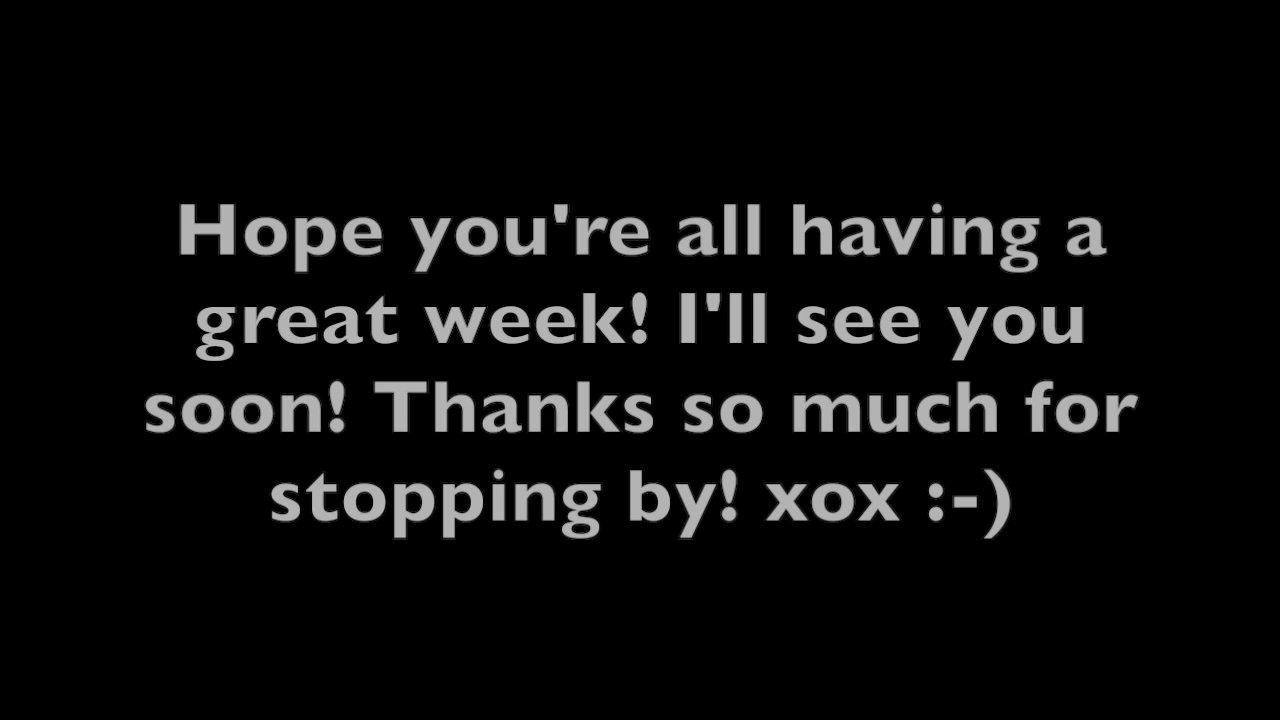 Hope you're all having a
great week! I'll see you
soon! Thanks so much for
stopping by! xox :-)